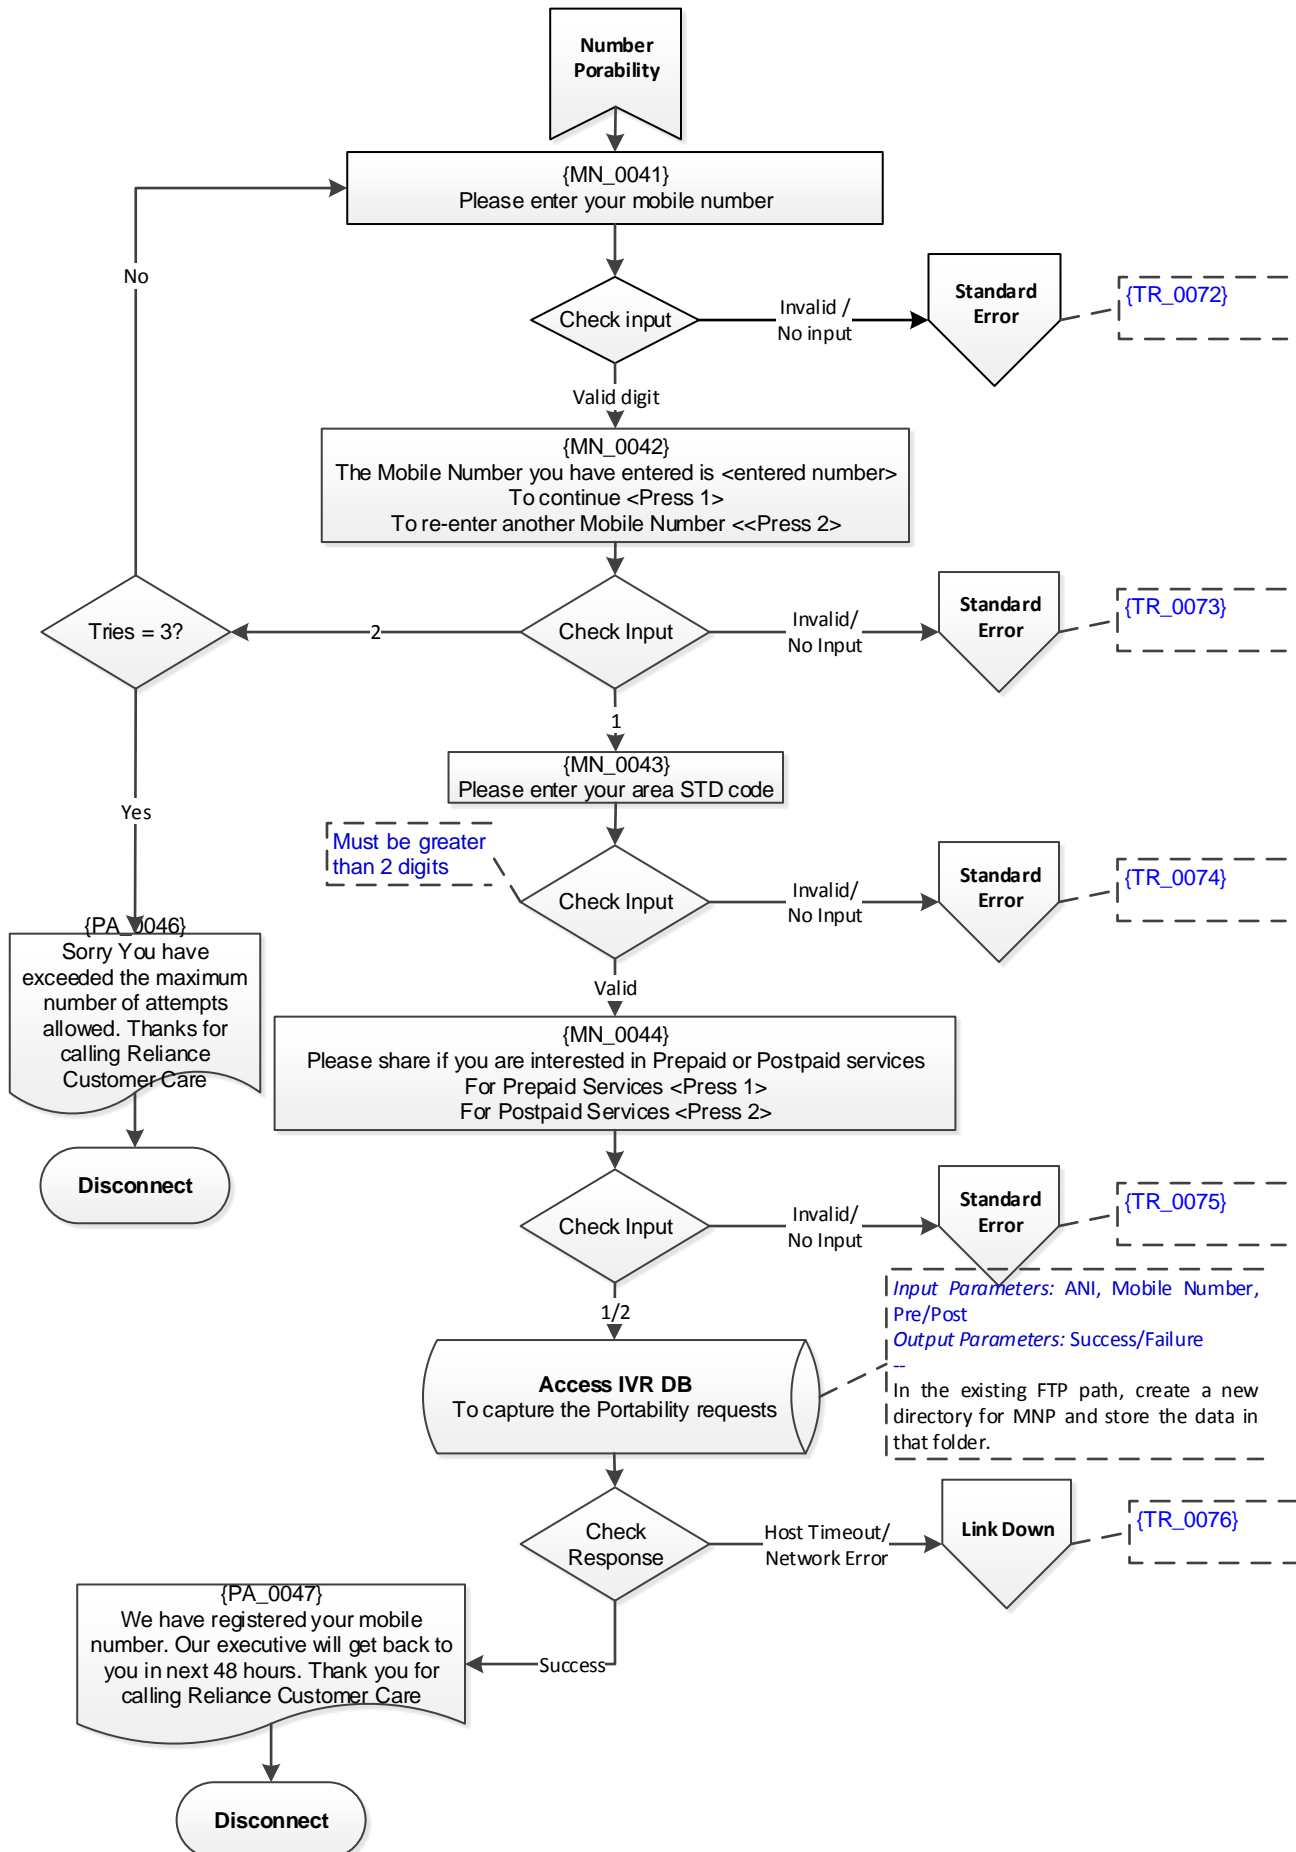 Number
Porability
{MN_0041}
Please enter your mobile number
No
Check input
Invalid /
No input
Standard
Error
{TR_0072}
Valid digit
{MN_0042}
The Mobile Number you have entered is <entered number>
To continue <Press 1>
To re-enter another Mobile Number <<Press 2>
Tries = 3?
2
Check Input
Invalid/
No Input
Standard
Error
{TR_0073}
1
{MN_0043}
Please enter your area STD code
Yes
Must be greater
than 2 digits
Check Input
Invalid/
No Input
Standard
Error
{TR_0074}
{PA_0046}
Sorry You have
exceeded the maximum
number of attempts
allowed. Thanks for
calling Reliance
Customer Care
Valid
{MN_0044}
Please share if you are interested in Prepaid or Postpaid services
For Prepaid Services <Press 1>
For Postpaid Services <Press 2>
Disconnect
Check Input
Invalid/
No Input
Standard
Error
{TR_0075}
1/2
Input Parameters: ANI, Mobile Number,
Pre/Post
Output Parameters: Success/Failure
--
In the existing FTP path, create a new
directory for MNP and store the data in
that folder.
Access IVR DB
To capture the Portability requests
Check
Response
Host Timeout/
Network Error
Link Down
{TR_0076}
Success
{PA_0047}
We have registered your mobile
number. Our executive will get back to
you in next 48 hours. Thank you for
calling Reliance Customer Care
Disconnect